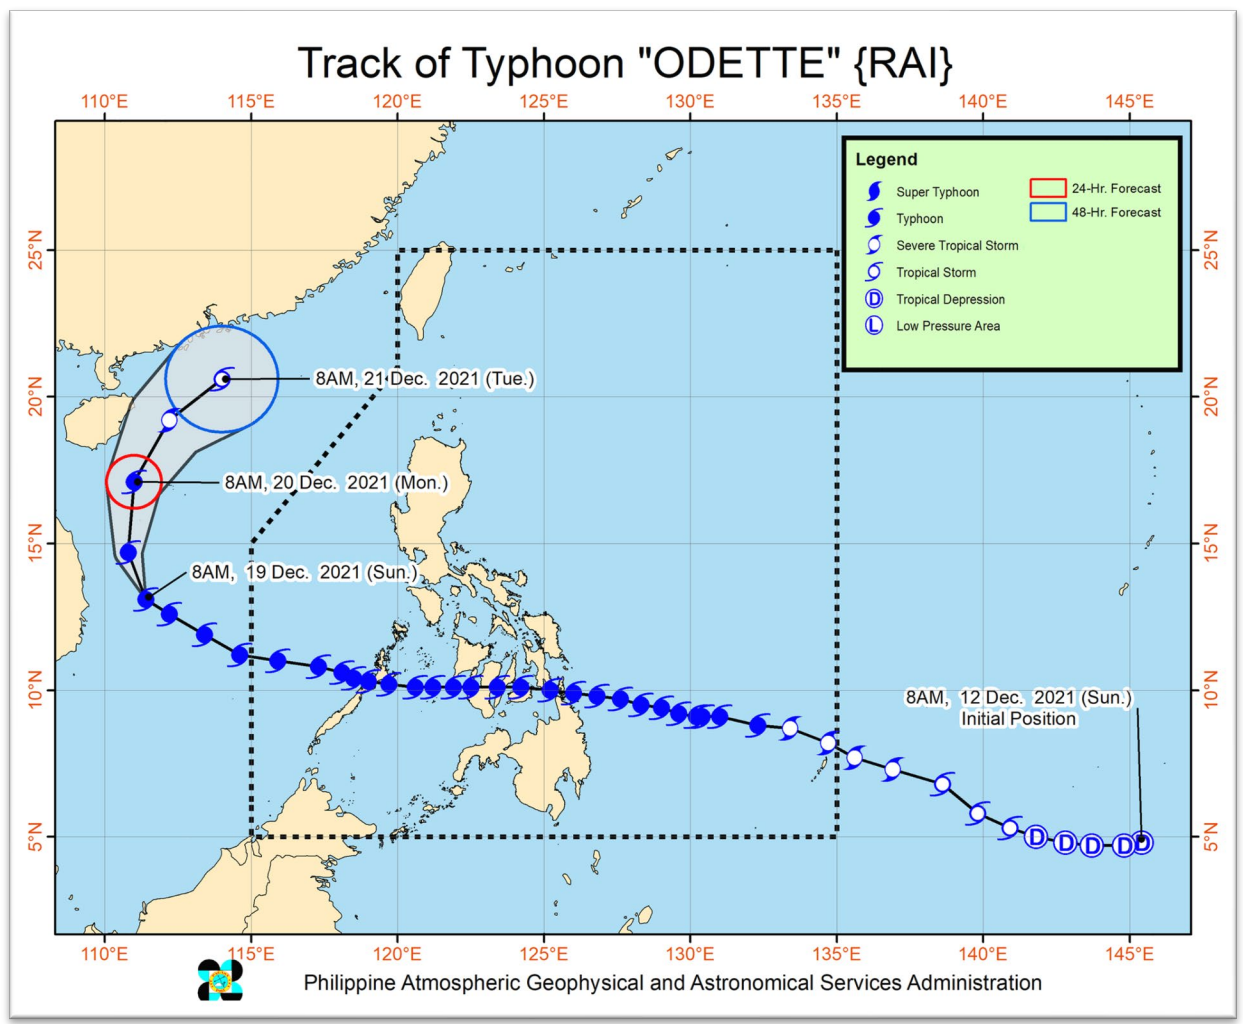 Track of Typhoon "ODETTE" {RAI}
110°E 115°E 120°E 125°E 130°E 135°E 140°E 145°E
Legend
Super Typhoon
Typhoon
Severe Tropical Storm
Tropical Storm
D Tropical Depression
L Low Pressure Area
24-Hr. Forecast
48-Hr. Forecast
25°N 25°N
20°N 20°N
15°N 15°N
10°N 10°N
5°N 5°N
8AM, 21 Dec. 2021 (Tue.)
8AM, 20 Dec. 2021 (Mon.)
8AM, 19 Dec. 2021 (Sun.)
8AM, 12 Dec. 2021 (Sun.)
Initial Position
D D D D D
110°E 115°E 120°E 125°E 130°E 135°E 140°E 145°E
Philippine Atmospheric Geophysical and Astronomical Services Administration